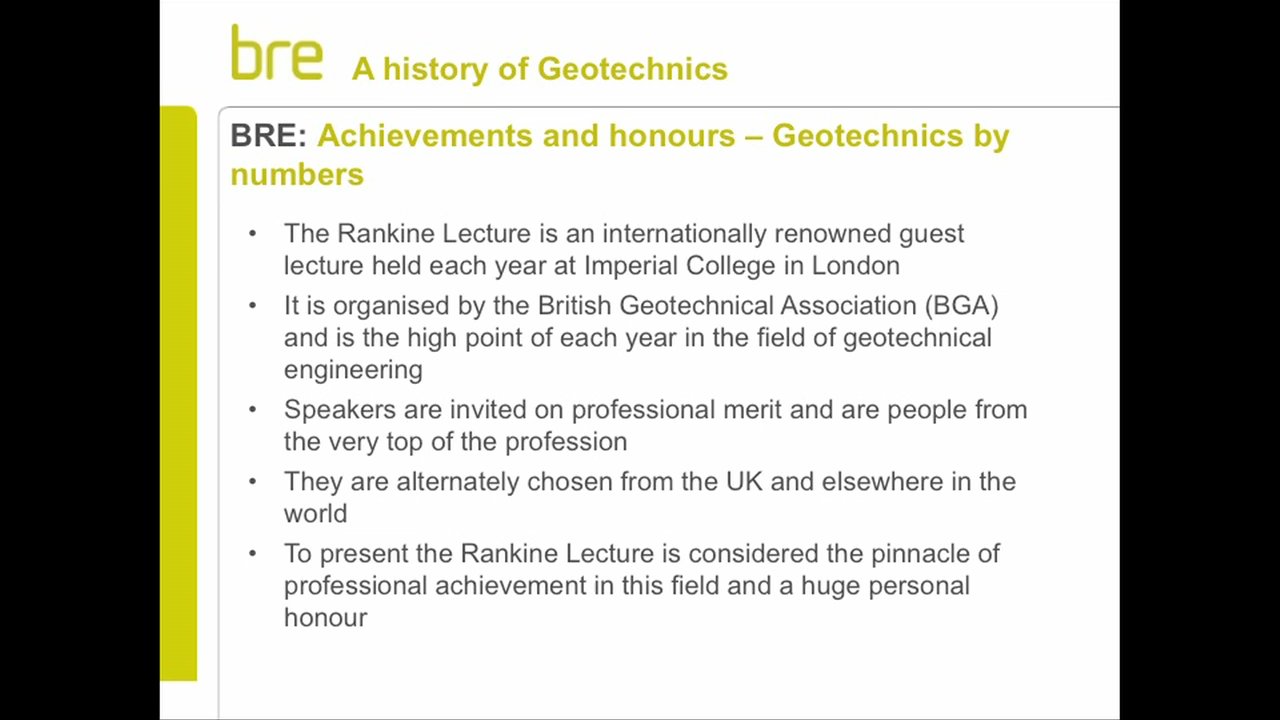 bre A history of Geotechnics
BRE: Achievements and honours – Geotechnics by
numbers
• The Rankine Lecture is an internationally renowned guest
lecture held each year at Imperial College in London
• It is organised by the British Geotechnical Association (BGA)
and is the high point of each year in the field of geotechnical
engineering
• Speakers are invited on professional merit and are people from
the very top of the profession
• They are alternately chosen from the UK and elsewhere in the
world
• To present the Rankine Lecture is considered the pinnacle of
professional achievement in this field and a huge personal
honour